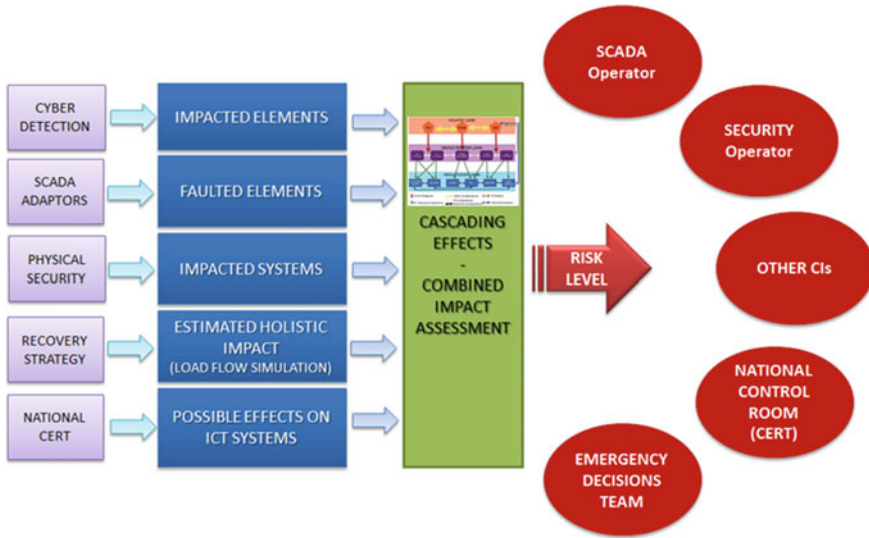 CYBER
DETECTION
IMPACTED ELEMENTS
SCADA
ADAPTORS
FAULTED ELEMENTS
PHYSICAL
SECURITY
IMPACTED SYSTEMS
RECOVERY
STRATEGY
ESTIMATED HOLISTIC
IMPACT
(LOAD FLOW SIMULATION)
NATIONAL
CERT
POSSIBLE EFFECTS ON
ICT SYSTEMS
CASCADING
EFFECTS
-
COMBINED
IMPACT
ASSESSMENT
RISK
LEVEL
SCADA
Operator
SECURITY
Operator
OTHER CIs
NATIONAL
CONTROL
ROOM
(CERT)
EMERGENCY
DECISIONS
TEAM